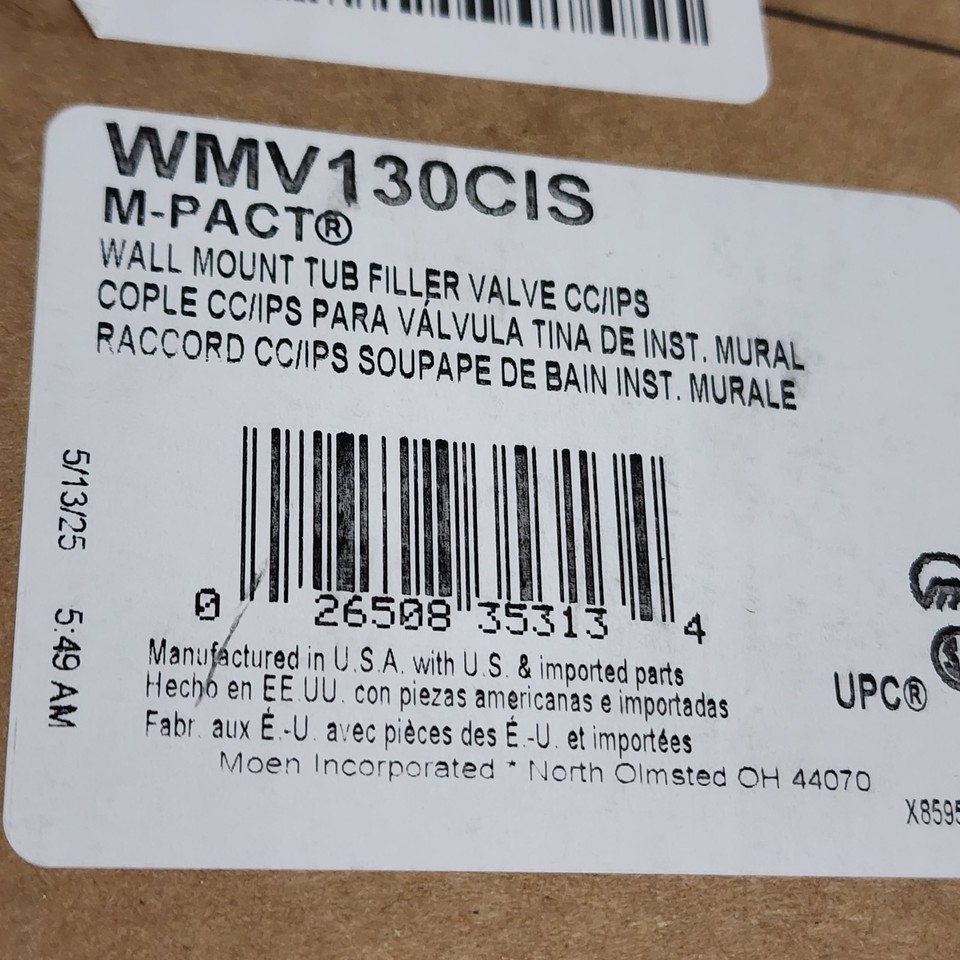 WMV130CIS
M-PACT®
WALL MOUNT TUB FILLER VALVE CC/IPS
COPLE CC/IPS PARA VÁLVULA TINA DE INST. MURAL
RACCORD CC/IPS SOUPAPE DE BAIN INST. MURALE
5/13/25 5:49 AM
0 26508 35313 4
Manufactured in U.S.A. with U.S. & imported parts
Hecho en EE.UU. con piezas americanas e importadas
Fabr. aux É.-U. avec pièces des É.-U. et importées
UPC®
Moen Incorporated * North Olmsted OH 44070